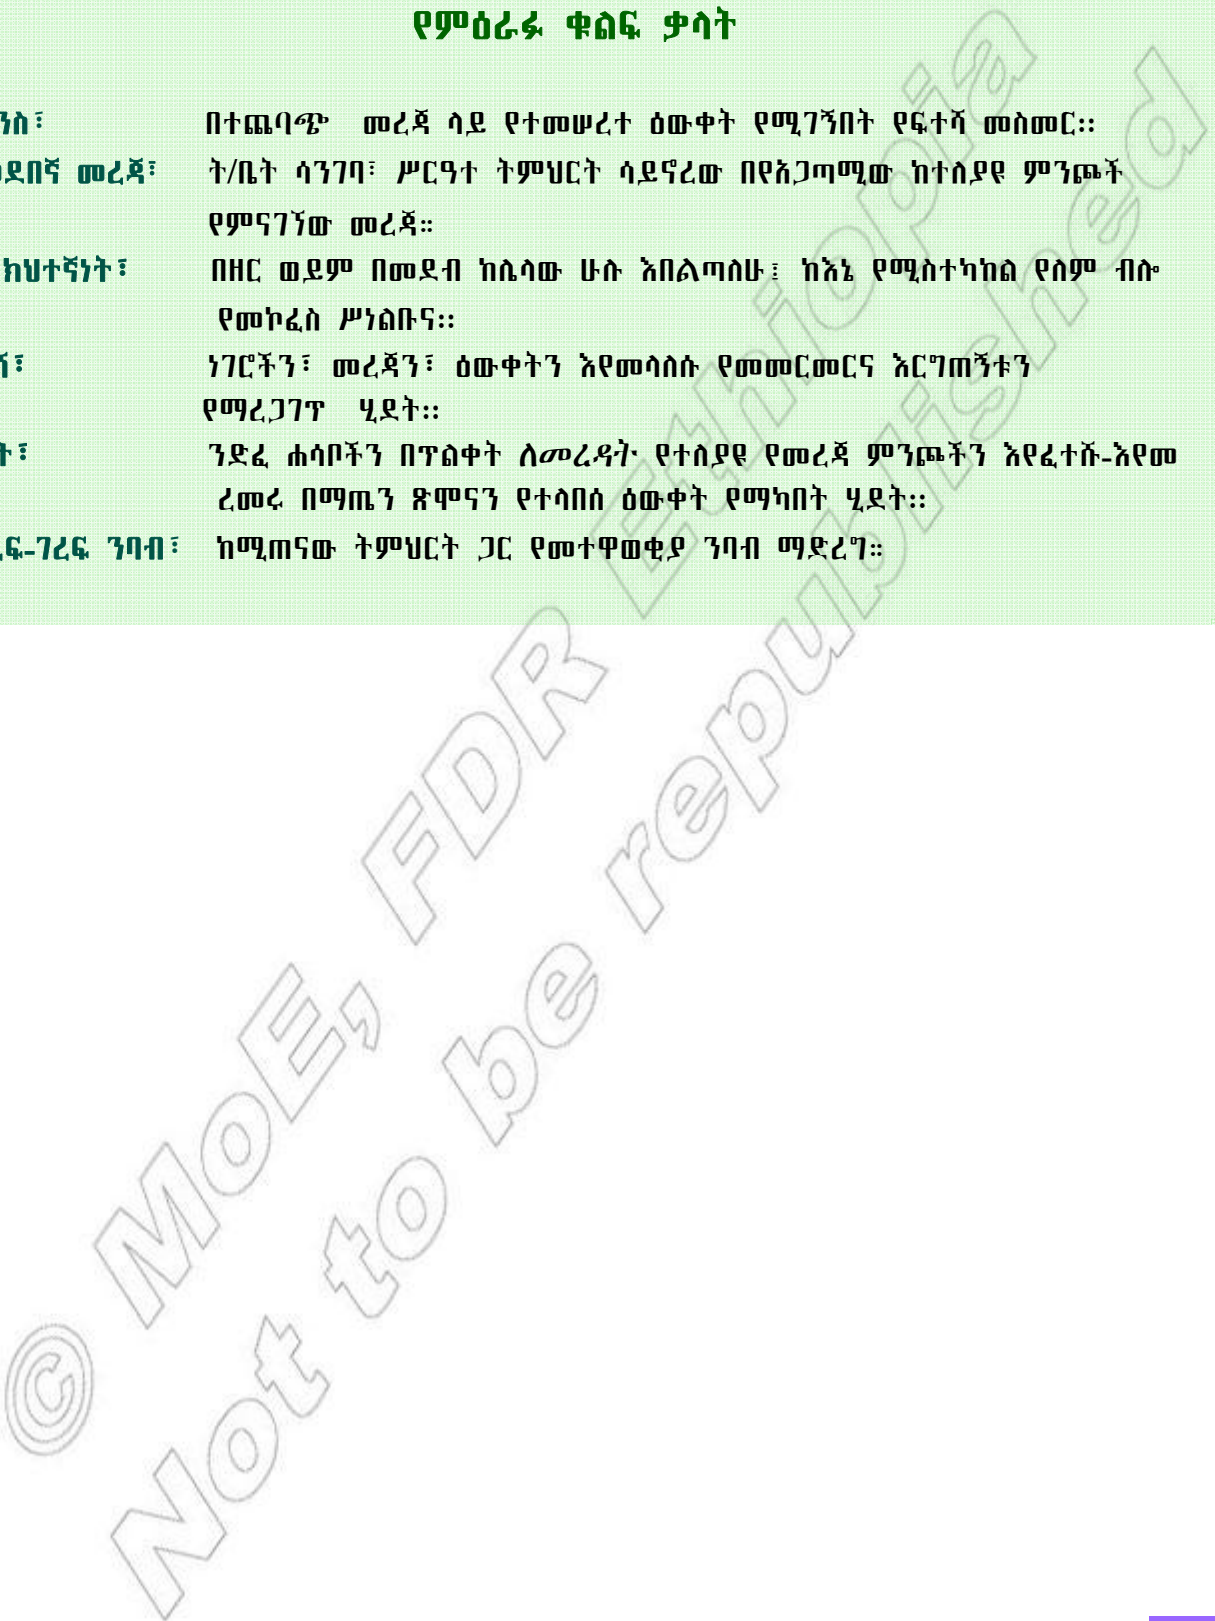 የምዕራፉ ቁልፍ ቃላት
ንስ፣ በተጨባጭ መረጃ ላይ የተመሠረተ ዕውቀት የሚገኝበት የፍተሻ መስመር።
መረጃ፣ ት/ቤት ሳንገባ፣ ሥርዓተ ትምህርት ሳይኖረው በየአጋጣሚው ከተለያዩ ምንጮች
የምናገኘው መረጃ።
ክህተኛነት፣ በዘር ወይም በመደብ ከሌላው ሁሉ እበልጣለሁ፤ ከእኔ የሚስተካከል የለም ብሎ
የመኮፈስ ሥነልቡና።
ነገሮችን፣ መረጃን፣ ዕውቀትን እየመላለሱ የመመርመርና እርግጠኝቱን
የማረጋገጥ ሂደት።
ት፣ ንድፈ ሐሳቦችን በጥልቀት ለመረዳት የተለያዩ የመረጃ ምንጮችን እየፈተሹ-እየመ
ረመሩ በማጤን ጽሞናን የተላበሰ ዕውቀት የማካበት ሂደት።
ፍ-ገረፍ ንባብ፣ ከሚጠናው ትምህርት ጋር የመተዋወቂያ ንባብ ማድረግ።
© MoE, FDR Ethiopia
Not to be republished